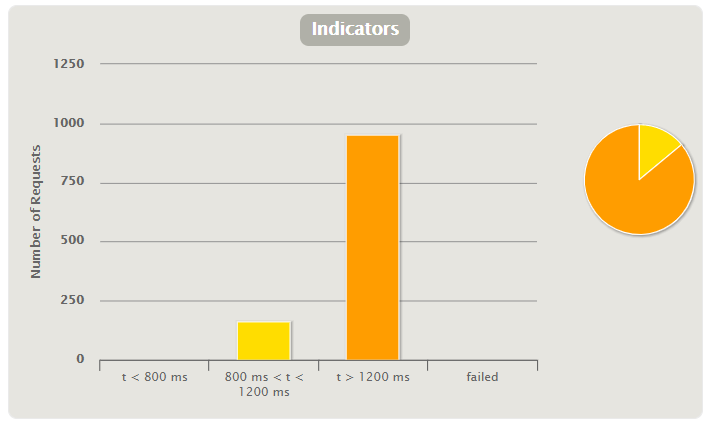 Indicators
1250
1000
750
500
250
0
Number of Requests
t < 800 ms
800 ms < t <
1200 ms
t > 1200 ms
failed